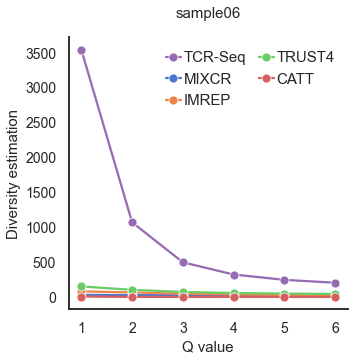 sample06
Diversity estimation
3500
3000
2500
2000
1500
1000
500
0
TCR-Seq
MIXCR
IMREP
TRUST4
CATT
1 2 3 4 5 6
Q value